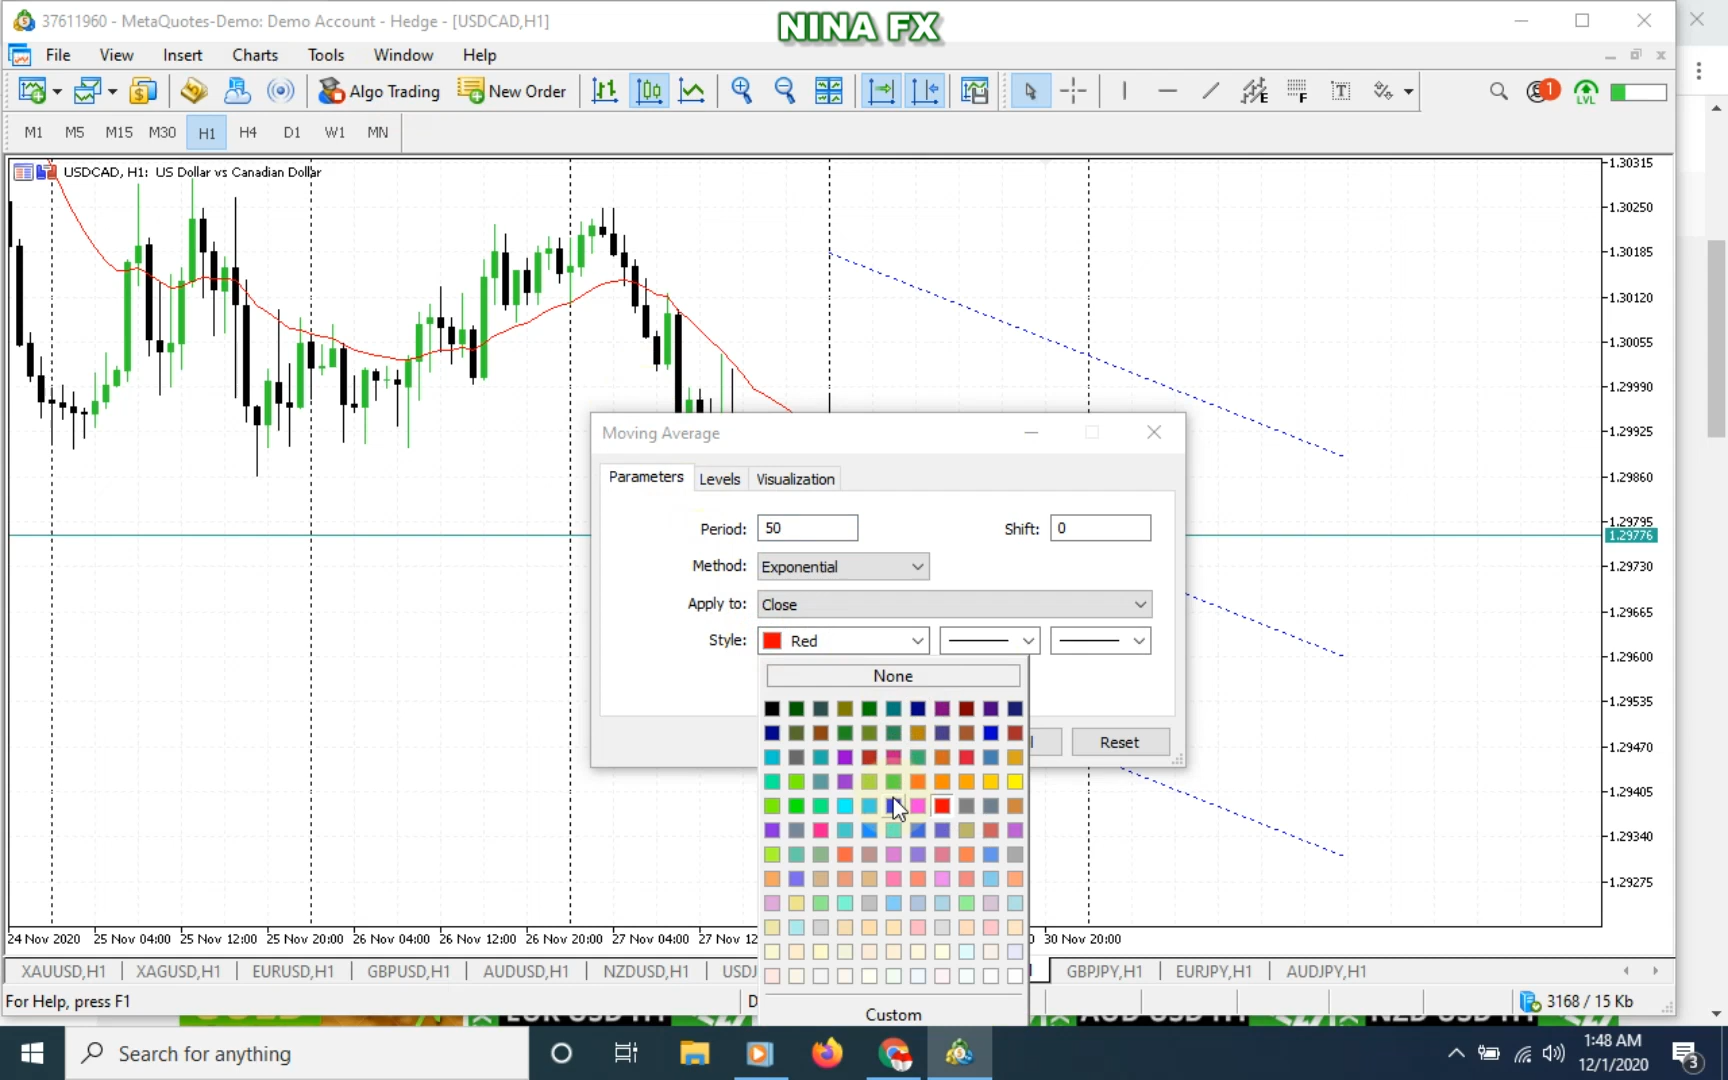 37611960 - MetaQuotes-Demo: Demo Account - Hedge - [USDCAD,H1]
NINA FX
File View Insert Charts Tools Window Help
Algo Trading New Order
1
LVL
M1 M5 M15 M30 H1 H4 D1 W1 MN
USDCAD, H1: US Dollar vs Canadian Dollar
1.30315
1.30250
1.30185
1.30120
1.30055
1.29990
1.29925
1.29860
1.29795
1.29776
1.29730
1.29665
1.29600
1.29535
1.29470
1.29405
1.29340
1.29275
Moving Average
Parameters Levels Visualization
Period: 50 Shift: 0
Method: Exponential
Apply to: Close
Style: Red
None
Reset
Custom
24 Nov 2020 25 Nov 04:00 25 Nov 12:00 25 Nov 20:00 26 Nov 04:00 26 Nov 12:00 26 Nov 20:00 27 Nov 04:00 27 Nov 12 30 Nov 20:00
XAUUSD,H1 XAGUSD,H1 EURUSD,H1 GBPUSD,H1 AUDUSD,H1 NZDUSD,H1 USDJ GBPJPY,H1 EURJPY,H1 AUDJPY,H1
For Help, press F1 D 3168 / 15 Kb
Search for anything
1:48 AM
12/1/2020
3